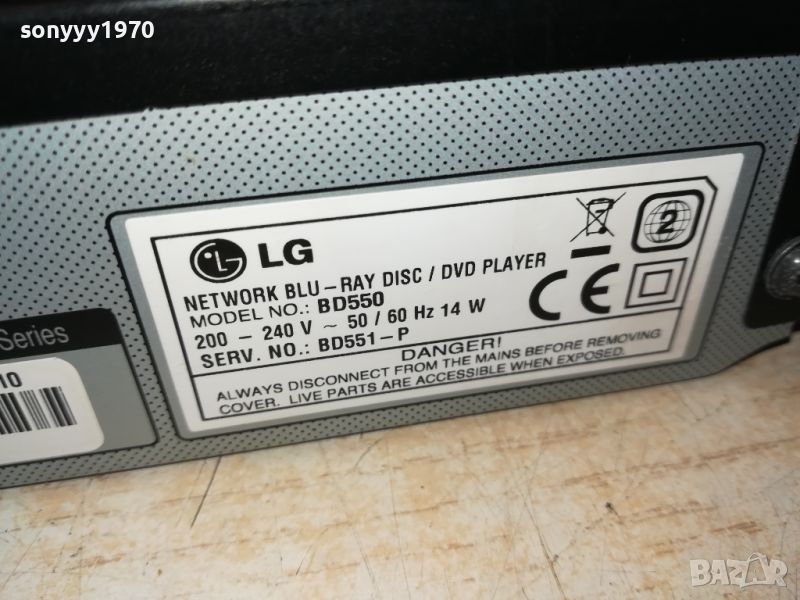 sonyyy1970
LG
2
NETWORK BLU-RAY DISC / DVD PLAYER
MODEL NO.: BD550
200 - 240 V ~ 50 / 60 Hz 14 W
SERV. NO.: BD551-P
CE
DANGER!
ALWAYS DISCONNECT FROM THE MAINS BEFORE REMOVING
COVER. LIVE PARTS ARE ACCESSIBLE WHEN EXPOSED.
Series
10
BAZAR